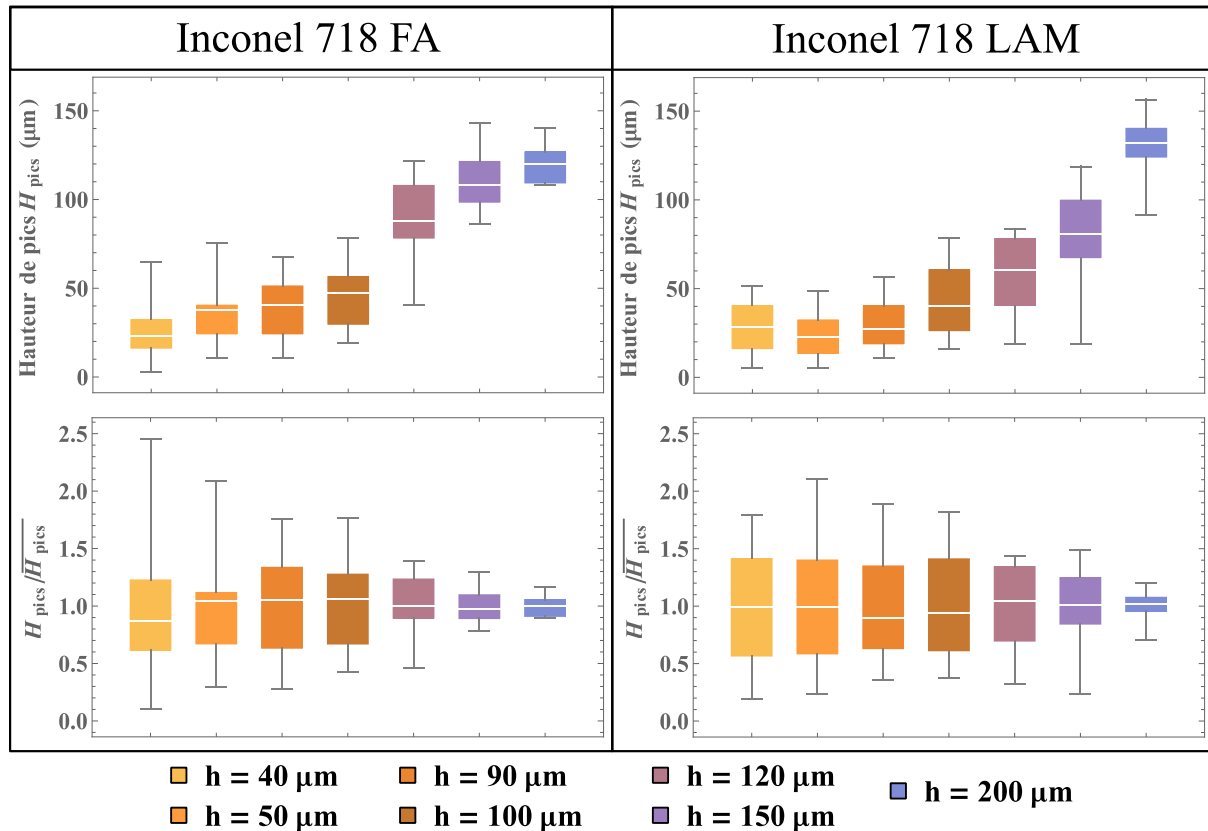 Inconel 718 FA
Inconel 718 LAM
Hauteur de pics H pics (μm)
150
100
50
0
Hauteur de pics H pics (μm)
150
100
50
0
H pics / H pics
2.5
2.0
1.5
1.0
0.5
0.0
H pics / H pics
2.5
2.0
1.5
1.0
0.5
0.0
h = 40 μm
h = 90 μm
h = 120 μm
h = 200 μm
h = 50 μm
h = 100 μm
h = 150 μm